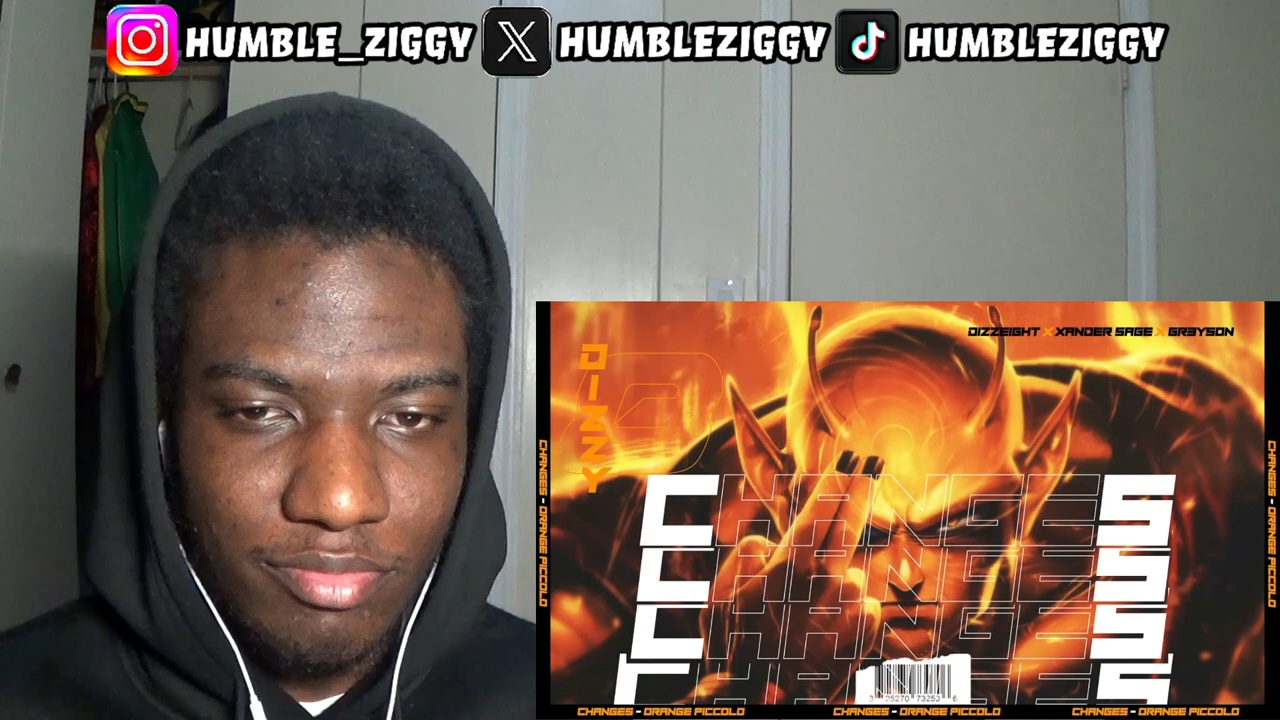 HUMBLE_ZIGGY HUMBLEZIGGY HUMBLEZIGGY
DIZZEIGHT X XANDER SAGE X GR3YSON
DIZZY
CHANGES
CHANGES
CHANGES
CHANGES
CHANGES - ORANGE PICCOLO
CHANGES - ORANGE PICCOLO
CHANGES - ORANGE PICCOLO CHANGES - ORANGE PICCOLO CHANGES - ORANGE PICCOLO